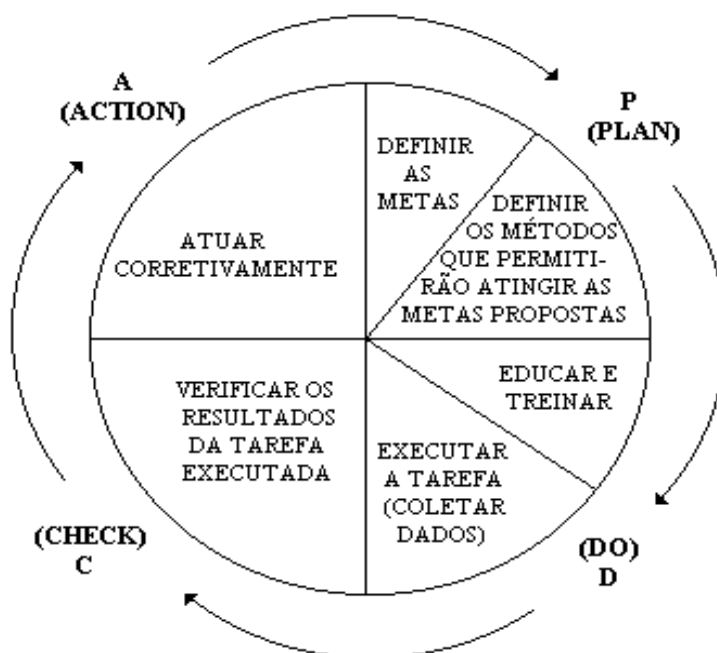 A
(ACTION)
P
(PLAN)
DEFINIR
AS
METAS
DEFINIR
OS MÉTODOS
QUE PERMITI-
RÃO ATINGIR AS
METAS PROPOSTAS
ATUAR
CORRETIVAMENTE
EDUCAR E
TREINAR
VERIFICAR OS
RESULTADOS
DA TAREFA
EXECUTADA
EXECUTAR
A TAREFA
(COLETAR
DADOS)
(CHECK)
C
(DO)
D